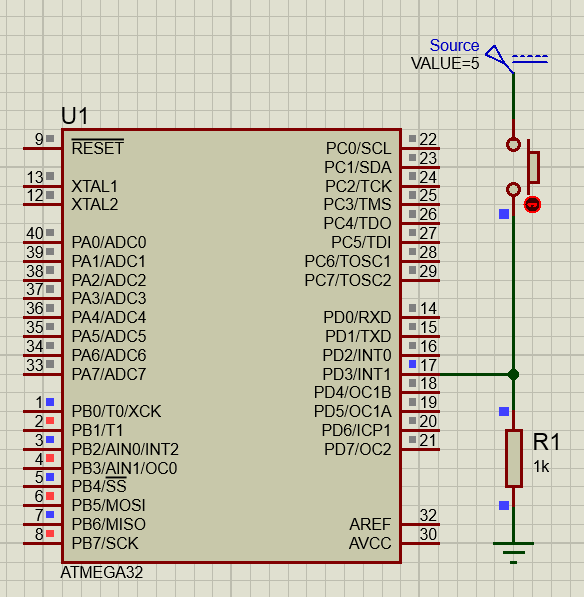 Source
VALUE=5
U1
9 RESET PC0/SCL 22
PC1/SDA 23
13 XTAL1 PC2/TCK 24
12 XTAL2 PC3/TMS 25
PC4/TDO 26
40 PA0/ADC0 PC5/TDI 27
39 PA1/ADC1 PC6/TOSC1 28
38 PA2/ADC2 PC7/TOSC2 29
37 PA3/ADC3
36 PA4/ADC4 PD0/RXD 14
35 PA5/ADC5 PD1/TXD 15
34 PA6/ADC6 PD2/INT0 16
33 PA7/ADC7 PD3/INT1 17
PD4/OC1B 18
1 PB0/T0/XCK PD5/OC1A 19
2 PB1/T1 PD6/ICP1 20
3 PB2/AIN0/INT2 PD7/OC2 21
4 PB3/AIN1/OC0
5 PB4/SS
6 PB5/MOSI
7 PB6/MISO AREF 32
8 PB7/SCK AVCC 30
ATMEGA32
R1
1k